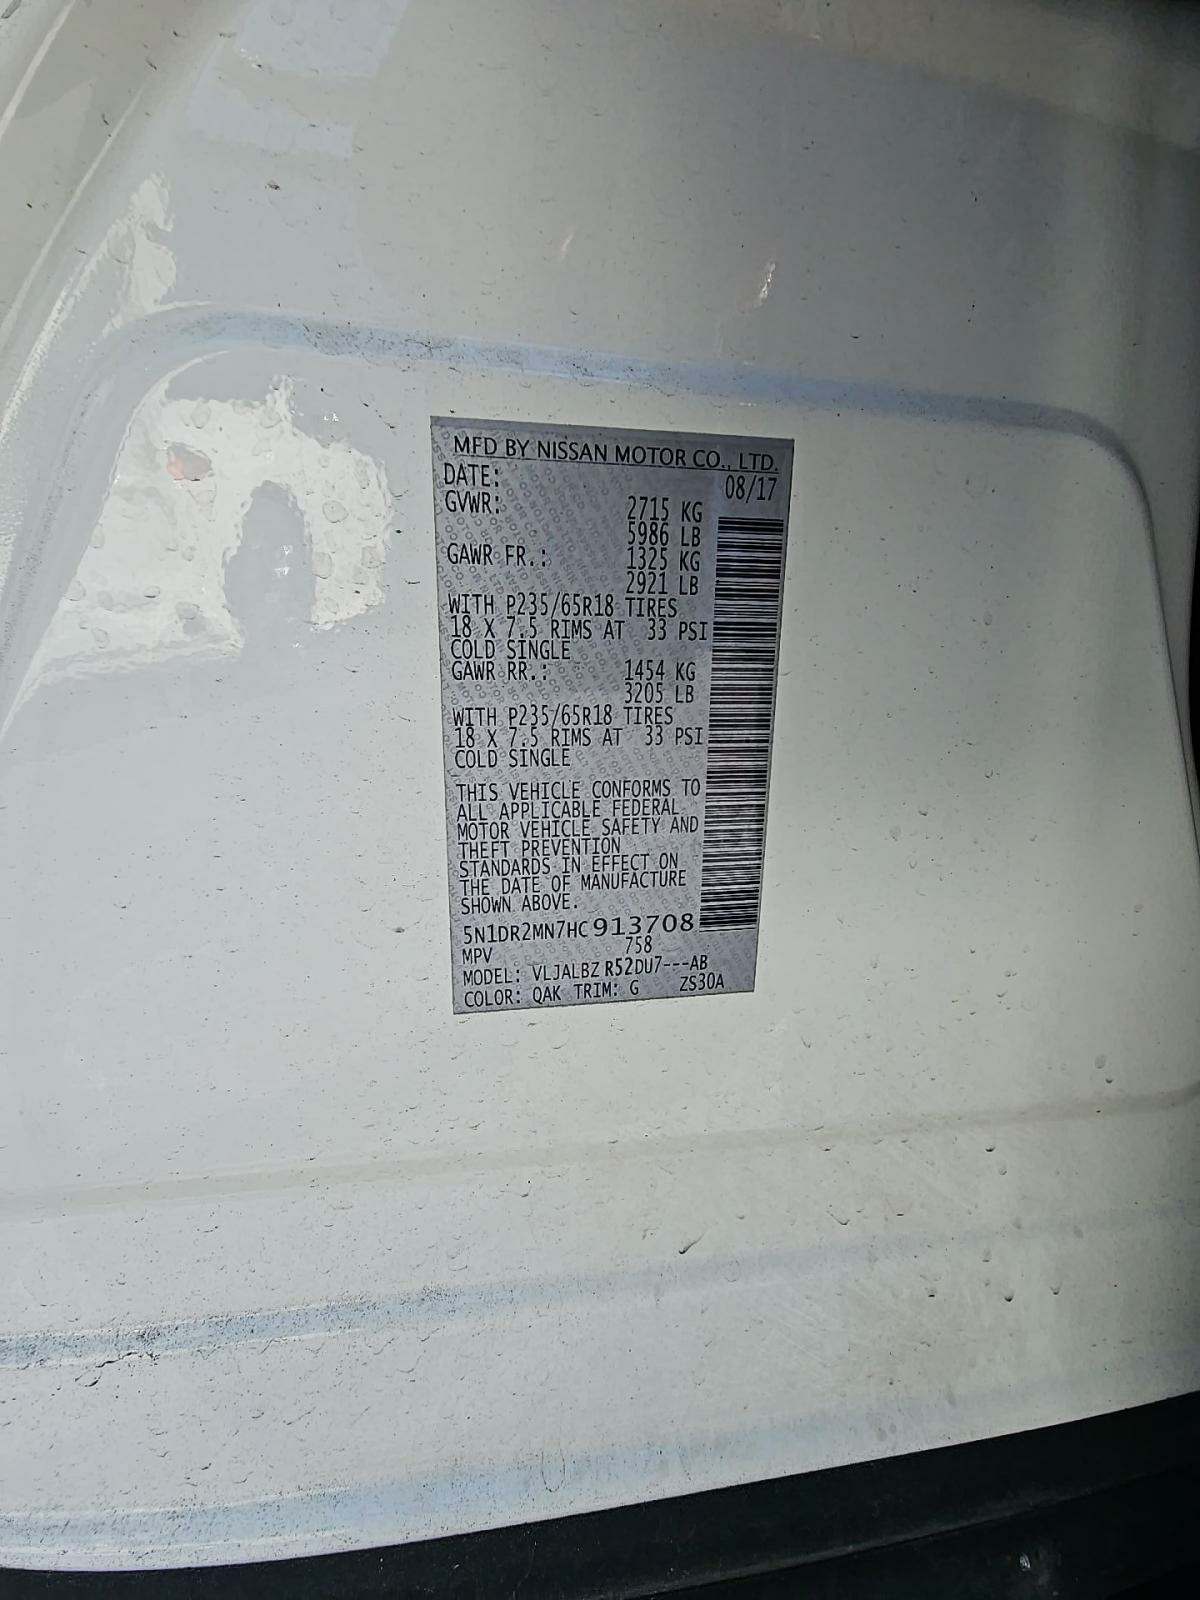 MFD BY NISSAN MOTOR CO., LTD.
DATE: 08/17
GVWR: 2715 KG
5986 LB
GAWR FR.: 1325 KG
2921 LB
WITH P235/65R18 TIRES
18 X 7.5 RIMS AT 33 PSI
COLD SINGLE
GAWR RR.: 1454 KG
3205 LB
WITH P235/65R18 TIRES
18 X 7.5 RIMS AT 33 PSI
COLD SINGLE
THIS VEHICLE CONFORMS TO
ALL APPLICABLE FEDERAL
MOTOR VEHICLE SAFETY AND
THEFT PREVENTION
STANDARDS IN EFFECT ON
THE DATE OF MANUFACTURE
SHOWN ABOVE.
5N1DR2MN7HC913708
MPV 758
MODEL: VLJALBZ R52DU7---AB
COLOR: QAK TRIM: G ZS30A